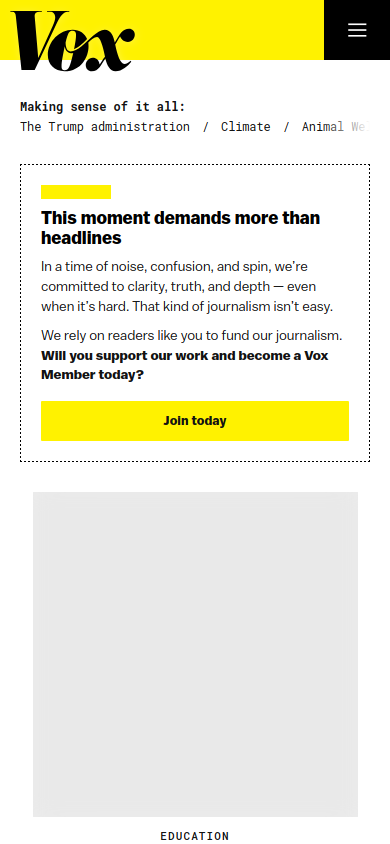 Vox
Making sense of it all:
The Trump administration / Climate / Animal We
This moment demands more than
headlines
In a time of noise, confusion, and spin, we're
committed to clarity, truth, and depth — even
when it's hard. That kind of journalism isn't easy.
We rely on readers like you to fund our journalism.
Will you support our work and become a Vox
Member today?
Join today
EDUCATION